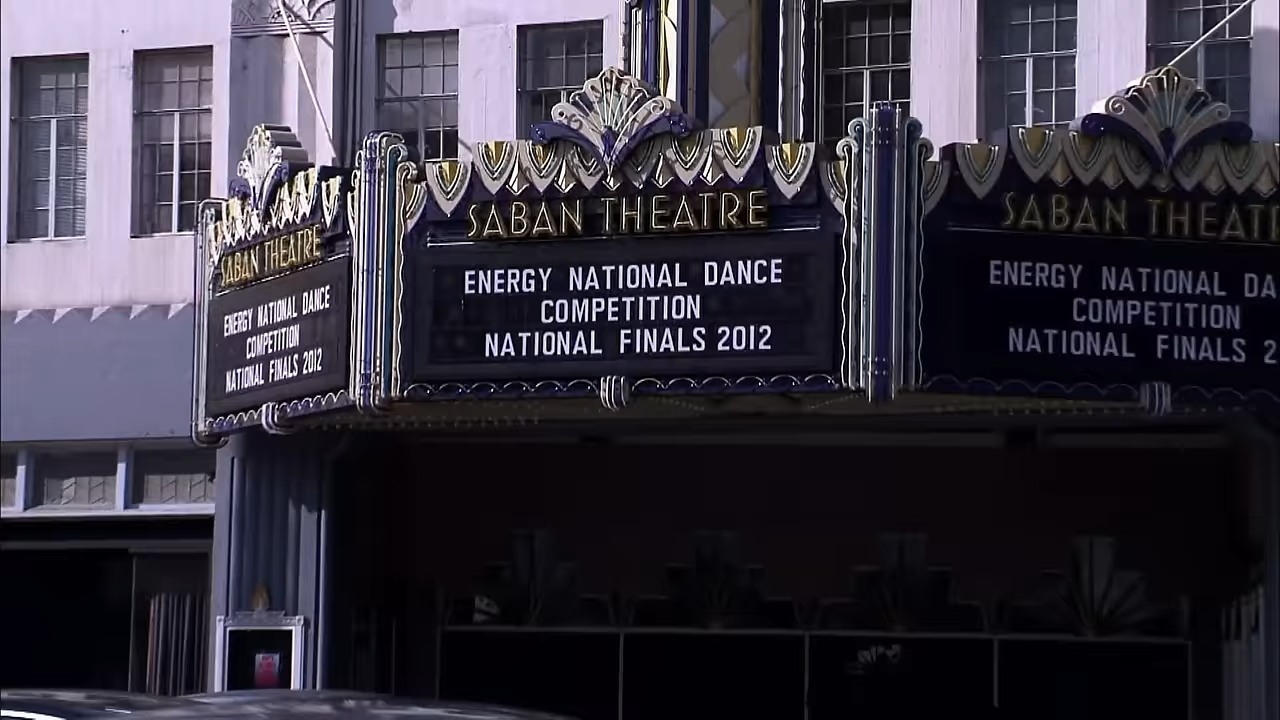 SABAN THEATRE
ENERGY NATIONAL DANCE
COMPETITION
NATIONAL FINALS 2012
SABAN THEATRE
ENERGY NATIONAL DANCE
COMPETITION
NATIONAL FINALS 2012
SABAN THEAT
ENERGY NATIONAL DA
COMPETITION
NATIONAL FINALS 2